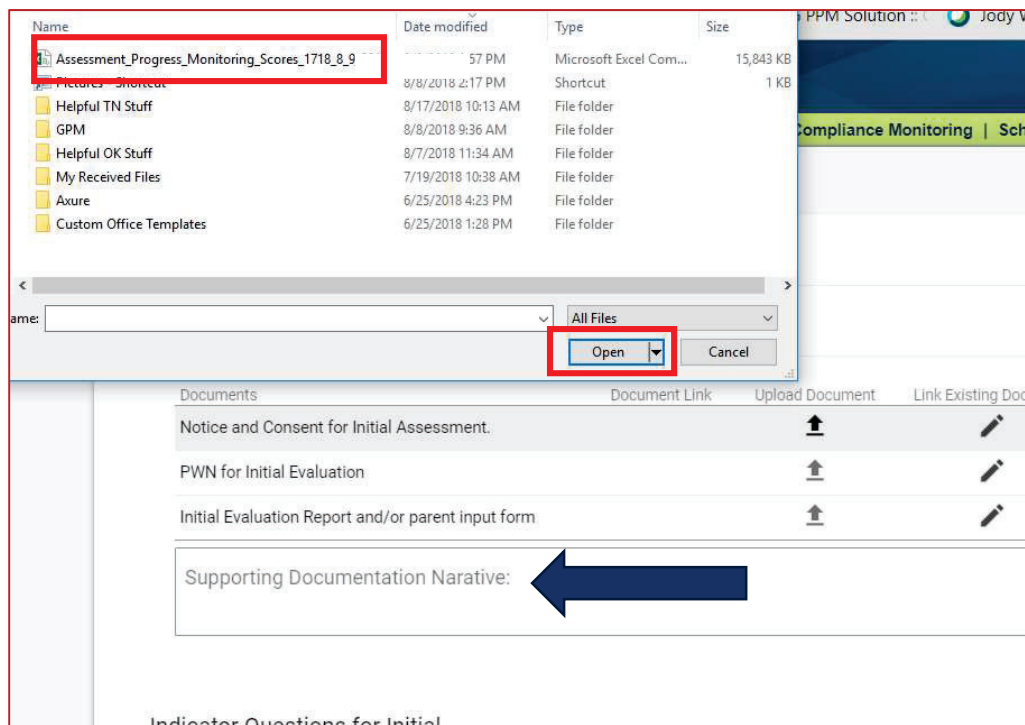 PPM Solution :: Jody
Name Date modified Type Size
Assessment_Progress_Monitoring_Scores_1718_8_9 57 PM Microsoft Excel Com... 15,843 KB
Pictures - Shortcut 8/8/2018 2:17 PM Shortcut 1 KB
Helpful TN Stuff 8/17/2018 10:13 AM File folder
GPM 8/8/2018 9:36 AM File folder
Compliance Monitoring | Sch
Helpful OK Stuff 8/7/2018 11:34 AM File folder
My Received Files 7/19/2018 10:38 AM File folder
Axure 6/25/2018 4:23 PM File folder
Custom Office Templates 6/25/2018 1:28 PM File folder
ame: All Files
Open Cancel
Documents Document Link Upload Document Link Existing Doc
Notice and Consent for Initial Assessment.
PWN for Initial Evaluation
Initial Evaluation Report and/or parent input form
Supporting Documentation Narative:
Indicator Questions for Initial